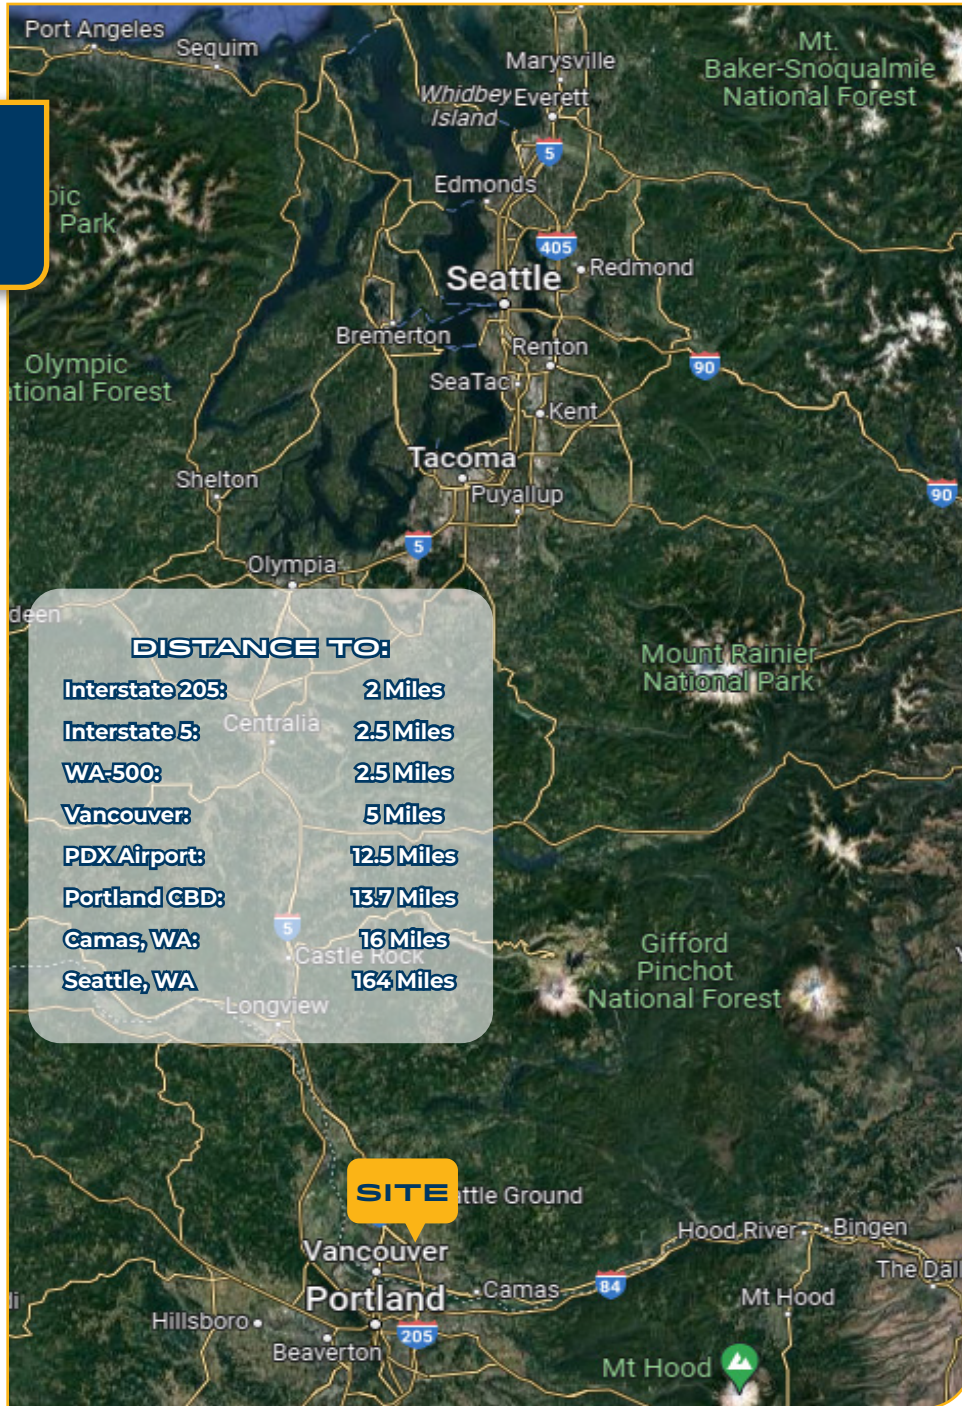 Port Angeles
Sequim
Marysville
Mt.
Baker-Snoqualmie
National Forest
Whidbey
Island
Everett
5
Edmonds
Park
405
Seattle
Redmond
Bremerton
Renton
90
Olympic
Forest
SeaTac
Kent
Tacoma
Shelton
Puyallup
90
5
Olympia
DISTANCE TO:
Interstate 205: 2 Miles
Interstate 5: 2.5 Miles
WA-500: 2.5 Miles
Vancouver: 5 Miles
PDX Airport: 12.5 Miles
Portland CBD: 13.7 Miles
Camas, WA: 16 Miles
Seattle, WA 164 Miles
Centralia
5
Castle Rock
Longview
Mount Rainier
National Park
Gifford
Pinchot
National Forest
SITE
Ground
Vancouver
Hood River
Bingen
Portland
Camas
84
The
Mt Hood
Hillsboro
205
Beaverton
Mt Hood